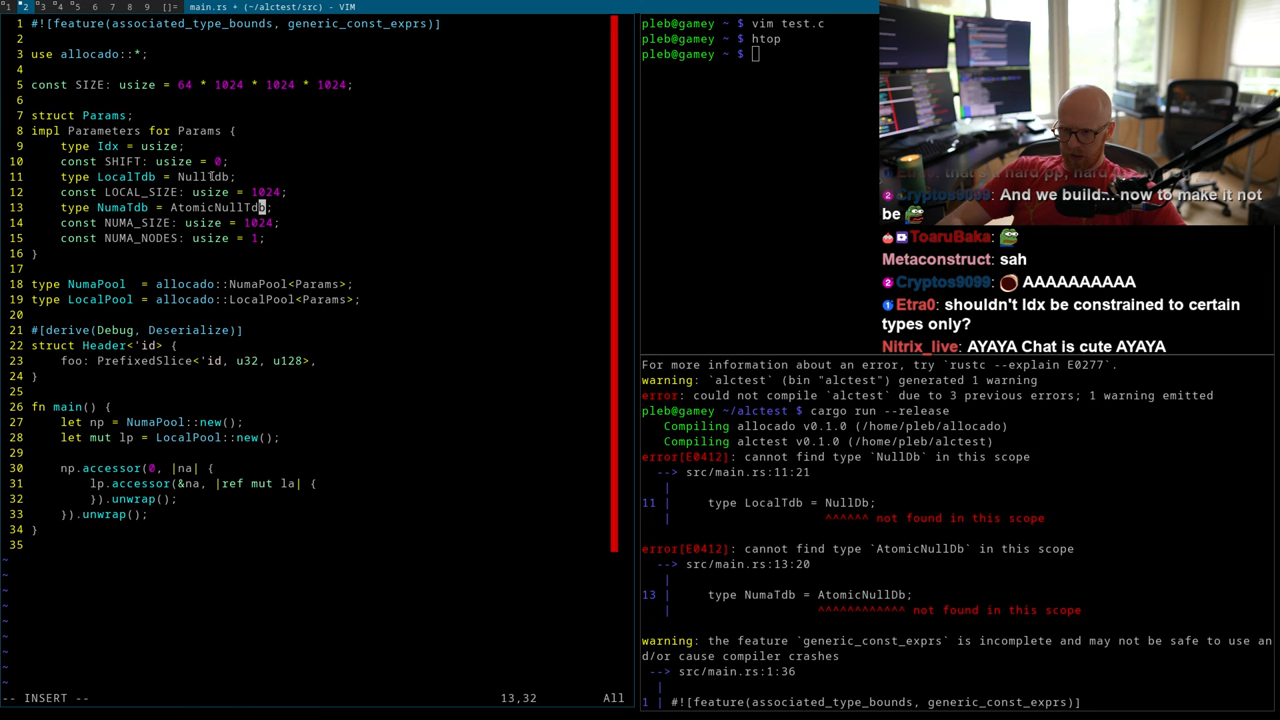 1 2 3 4 5 6 7 8 9 []= main.rs + (~/alctest/src) - VIM
1 #![feature(associated_type_bounds, generic_const_exprs)]
2
3 use allocado::*;
4
5 const SIZE: usize = 64 * 1024 * 1024 * 1024;
6
7 struct Params;
8 impl Parameters for Params {
9     type Idx = usize;
10     const SHIFT: usize = 0;
11     type LocalTdb = NullTdb;
12     const LOCAL_SIZE: usize = 1024;
13     type NumaTdb = AtomicNullTdb;
14     const NUMA_SIZE: usize = 1024;
15     const NUMA_NODES: usize = 1;
16 }
17
18 type NumaPool  = allocado::NumaPool<Params>;
19 type LocalPool = allocado::LocalPool<Params>;
20
21 #[derive(Debug, Deserialize)]
22 struct Header<'id> {
23     foo: PrefixedSlice<'id, u32, u128>,
24 }
25
26 fn main() {
27     let np = NumaPool::new();
28     let mut lp = LocalPool::new();
29
30     np.accessor(0, |na| {
31         lp.accessor(&na, |ref mut la| {
32         }).unwrap();
33     }).unwrap();
34 }
35
~
~
~
~
~
~
~
~
~
-- INSERT -- 13,32 All
pleb@gamey ~ $ vim test.c
pleb@gamey ~ $ htop
pleb@gamey ~ $
that's a hard pp, hard
Cryptos9099: And we build... now to make it not
be
ToaruBaka:
Metaconstruct: sah
Cryptos9099: AAAAAAAAAA
Etra0: shouldn't Idx be constrained to certain
types only?
Nitrix_live: AYAYA Chat is cute AYAYA
For more information about an error, try `rustc --explain E0277`.
warning: `alctest` (bin "alctest") generated 1 warning
error: could not compile `alctest` due to 3 previous errors; 1 warning emitted
pleb@gamey ~/alctest $ cargo run --release
   Compiling allocado v0.1.0 (/home/pleb/allocado)
   Compiling alctest v0.1.0 (/home/pleb/alctest)
error[E0412]: cannot find type `NullDb` in this scope
  --> src/main.rs:11:21
   |
11 |     type LocalTdb = NullDb;
   |                     ^^^^^^ not found in this scope

error[E0412]: cannot find type `AtomicNullDb` in this scope
  --> src/main.rs:13:20
   |
13 |     type NumaTdb = AtomicNullDb;
   |                    ^^^^^^^^^^^^ not found in this scope

warning: the feature `generic_const_exprs` is incomplete and may not be safe to use an
d/or cause compiler crashes
 --> src/main.rs:1:36
  |
1 | #![feature(associated_type_bounds, generic_const_exprs)]